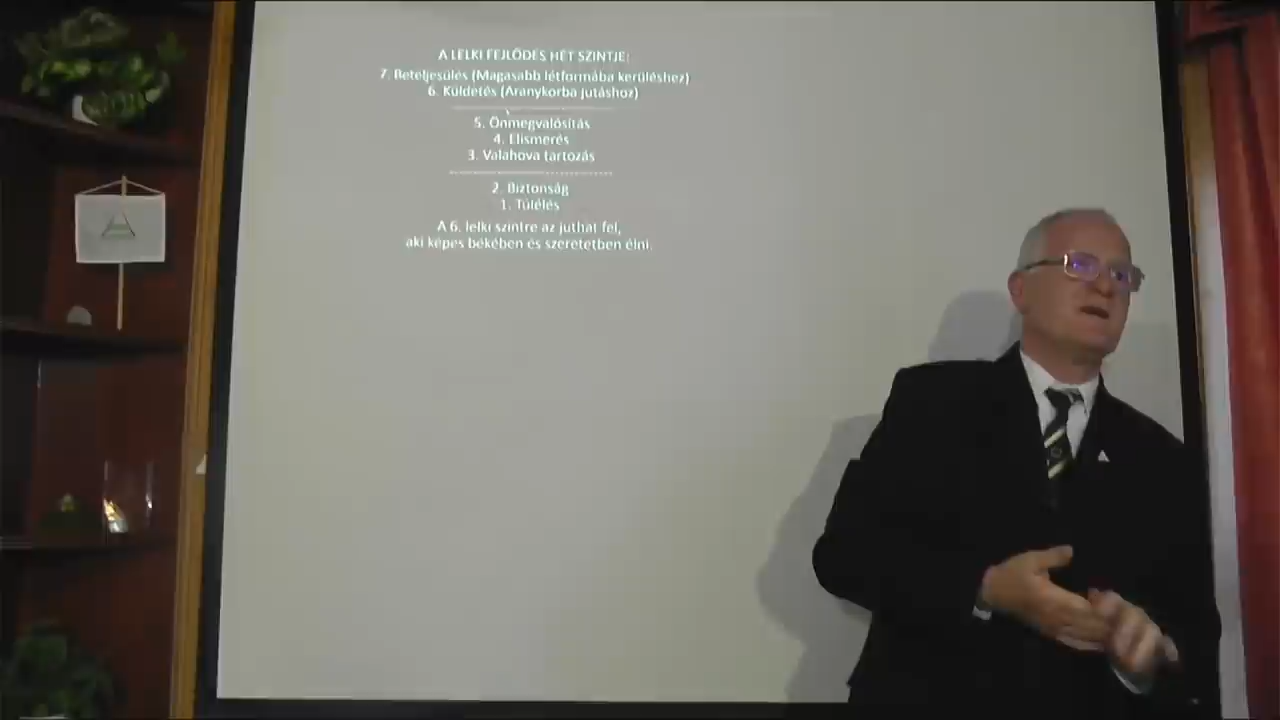 A LELKI FEJLŐDÉS HÉT SZINTJE:
7. Beteljesülés (Magasabb létformába kerüléshez)
6. Küldetés (Aranykorba jutáshoz)
5. Önmegvalósítás
4. Elismerés
3. Valahova tartozás
2. Biztonság
1. Túlélés
A 6. lelki szintre az juthat fel,
aki képes békében és szeretetben élni.